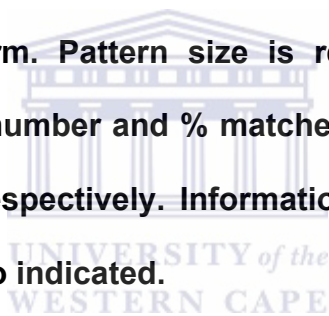 rm. Pattern size is re
number and % matche
spectively. Informatio
UNIVERSITY of the
o indicated.
WESTERN CAPE